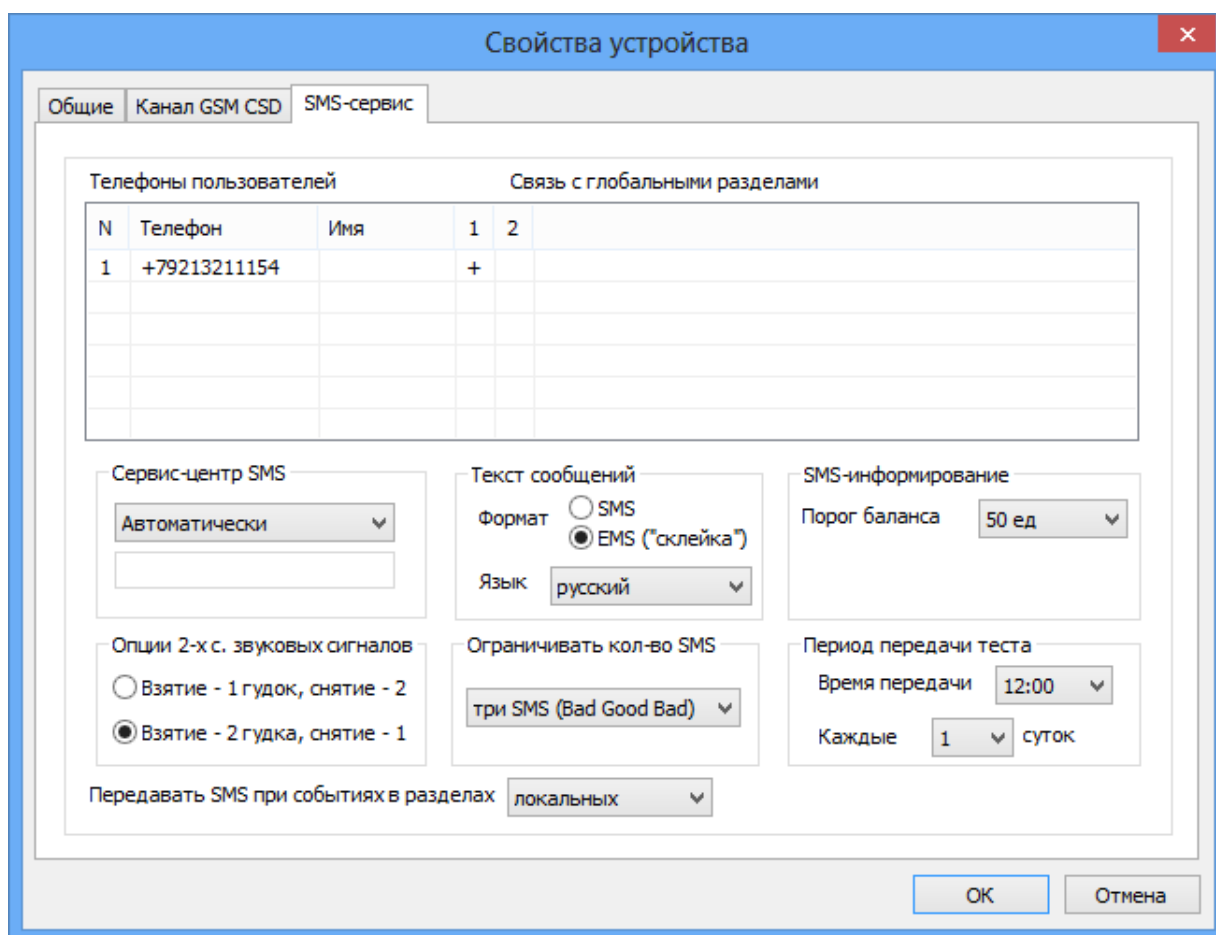 Свойства устройства
Общие Канал GSM CSD SMS-сервис
Телефоны пользователей Связь с глобальными разделами
N Телефон Имя 1 2
1 +79213211154 +
Сервис-центр SMS Текст сообщений SMS-информирование
Автоматически Формат SMS Порог баланса 50 ед
EMS ("склейка")
Язык русский
Опции 2-х с. звуковых сигналов Ограничивать кол-во SMS Период передачи теста
Взятие - 1 гудок, снятие - 2 три SMS (Bad Good Bad) Время передачи 12:00
Взятие - 2 гудка, снятие - 1 Каждые 1 суток
Передавать SMS при событиях в разделах локальных
OK Отмена